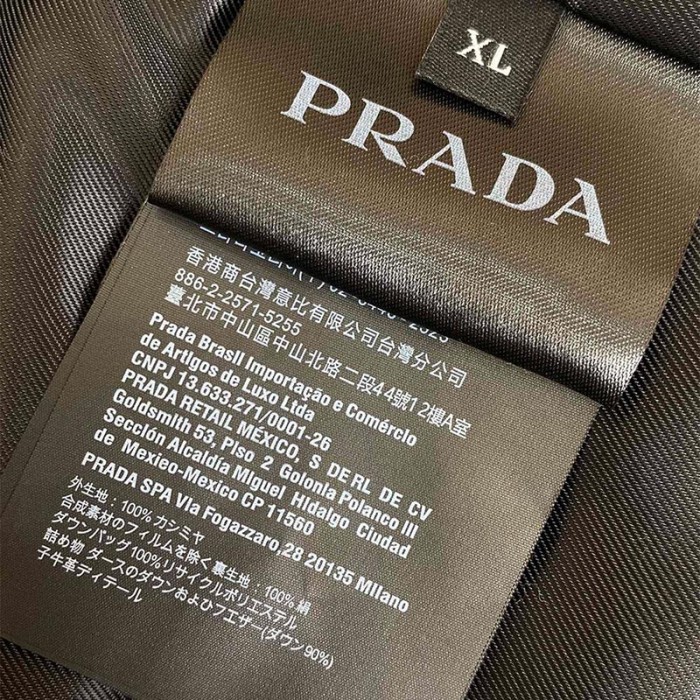 XL
PRADA
香港商台灣意比有限公司台灣分公司
886-2-2571-5255
臺北市中山區中山北路二段44號12樓A室
Prada Brasil Importação e Comércio
de Artigos de Luxo Ltda
CNPJ 13.633.271/0001-26
PRADA RETAIL MÉXICO, S DE RL DE CV
Goldsmith 53, Piso 2 Golonia Polanco III
Sección Alcaldía Miguel Hidalgo Ciudad
de Mexieo-Mexico CP 11560
PRADA SPA Via Fogazzaro,28 20135 Milano
外生地：100%カシミヤ
合成素材のフィルムを除く裏生地：100%絹
ダウンバッグ100%リサイクルポリエステル
詰め物 ダースのダウンおよびフエザー(ダウン90%)
子牛革ディテール